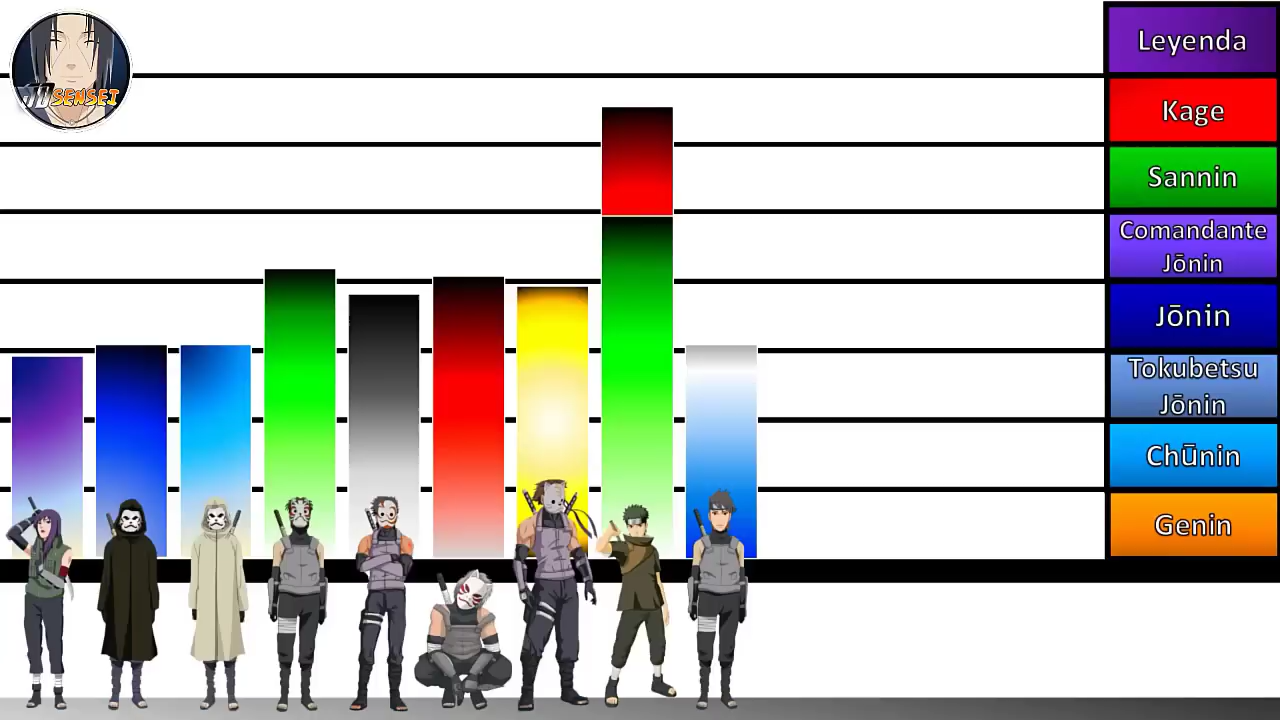 SENSEI
Leyenda
Kage
Sannin
Comandante
Jōnin
Jōnin
Tokubetsu
Jōnin
Chūnin
Genin